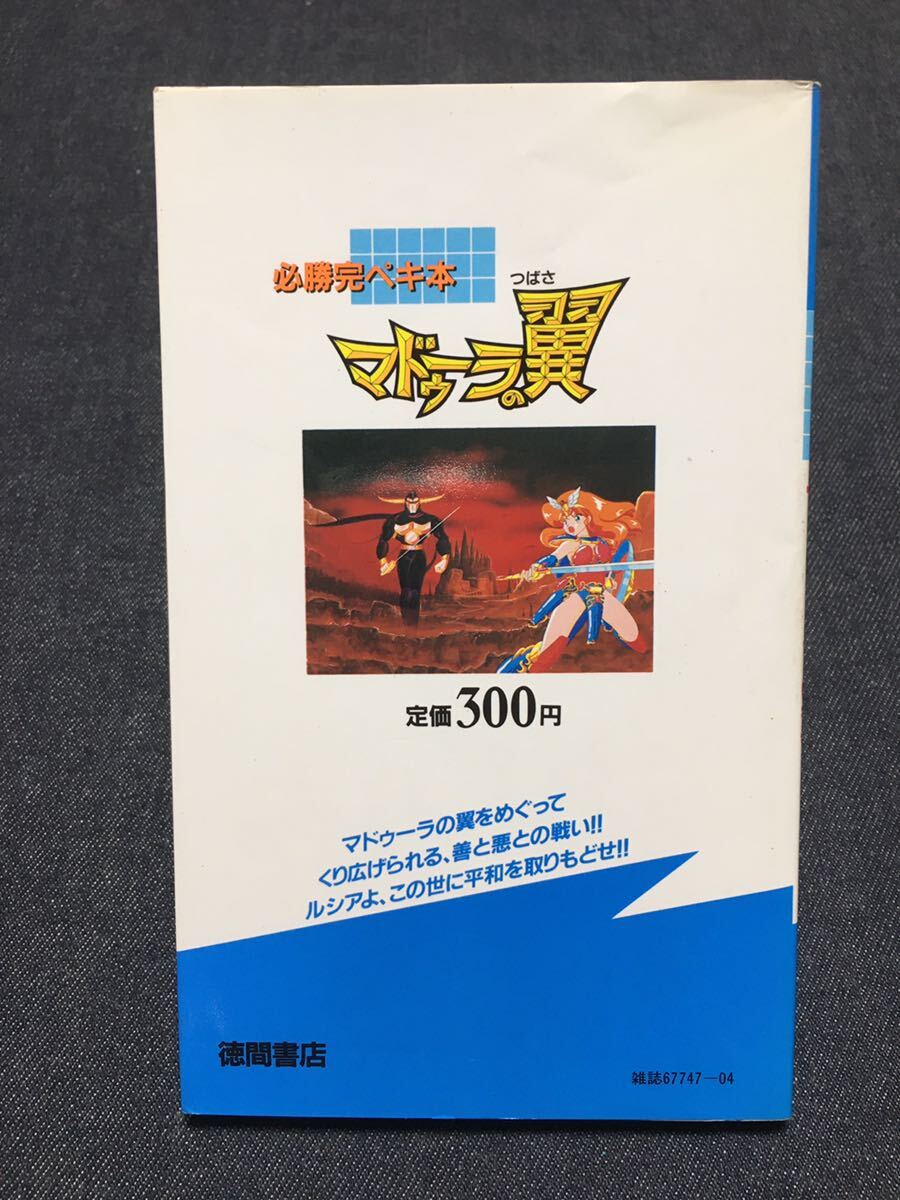 必勝完ペキ本
つばさ
マドゥーラの翼
定価300円
マドゥーラの翼をめぐって
くり広げられる、善と悪との戦い!!
ルシアよ、この世に平和を取りもどせ!!
徳間書店
雑誌67747-04